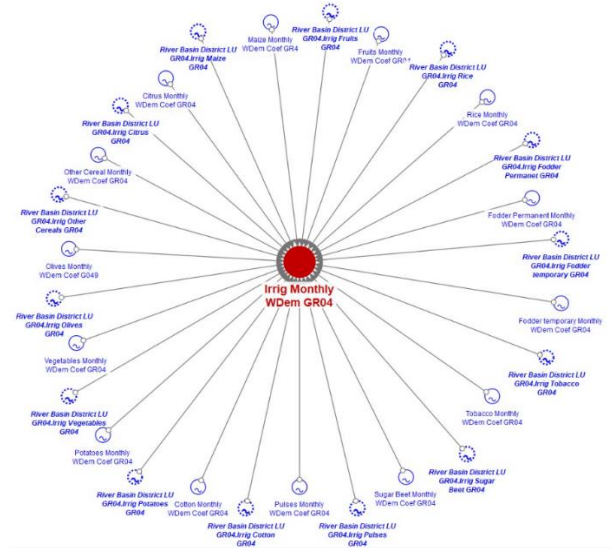 Irrig Monthly
WDem GR04
River Basin District LU
GR04.Irrig Fruits
GR04
Fruits Monthly
WDem Coef GR04
River Basin District LU
GR04.Irrig Rice
GR04
Rice Monthly
WDem Coef GR04
River Basin District LU
GR04.Irrig Fodder
Permanet GR04
Fodder Permanent Monthly
WDem Coef GR04
River Basin District LU
GR04.Irrig Fodder
temporary GR04
Fodder temporary Monthly
WDem Coef GR04
River Basin District LU
GR04.Irrig Tobacco
GR04
Tobacco Monthly
WDem Coef GR04
River Basin District LU
GR04.Irrig Sugar
Beet GR04
Sugar Beet Monthly
WDem Coef GR04
River Basin District LU
GR04.Irrig Pulses
GR04
Pulses Monthly
WDem Coef GR04
River Basin District LU
GR04.Irrig Cotton
GR04
Cotton Monthly
WDem Coef GR04
River Basin District LU
GR04.Irrig Potatoes
GR04
Potatoes Monthly
WDem Coef GR04
River Basin District LU
GR04.Irrig Vegetables
GR04
Vegetables Monthly
WDem Coef GR04
River Basin District LU
GR04.Irrig Olives
GR04
Olives Monthly
WDem Coef G049
River Basin District LU
GR04.Irrig Other
Cereals GR04
Other Cereal Monthly
WDem Coef GR04
River Basin District LU
GR04.Irrig Citrus
GR04
Citrus Monthly
WDem Coef GR04
River Basin District LU
GR04.Irrig Maize
GR04
Maize Monthly
WDem Coef GR4